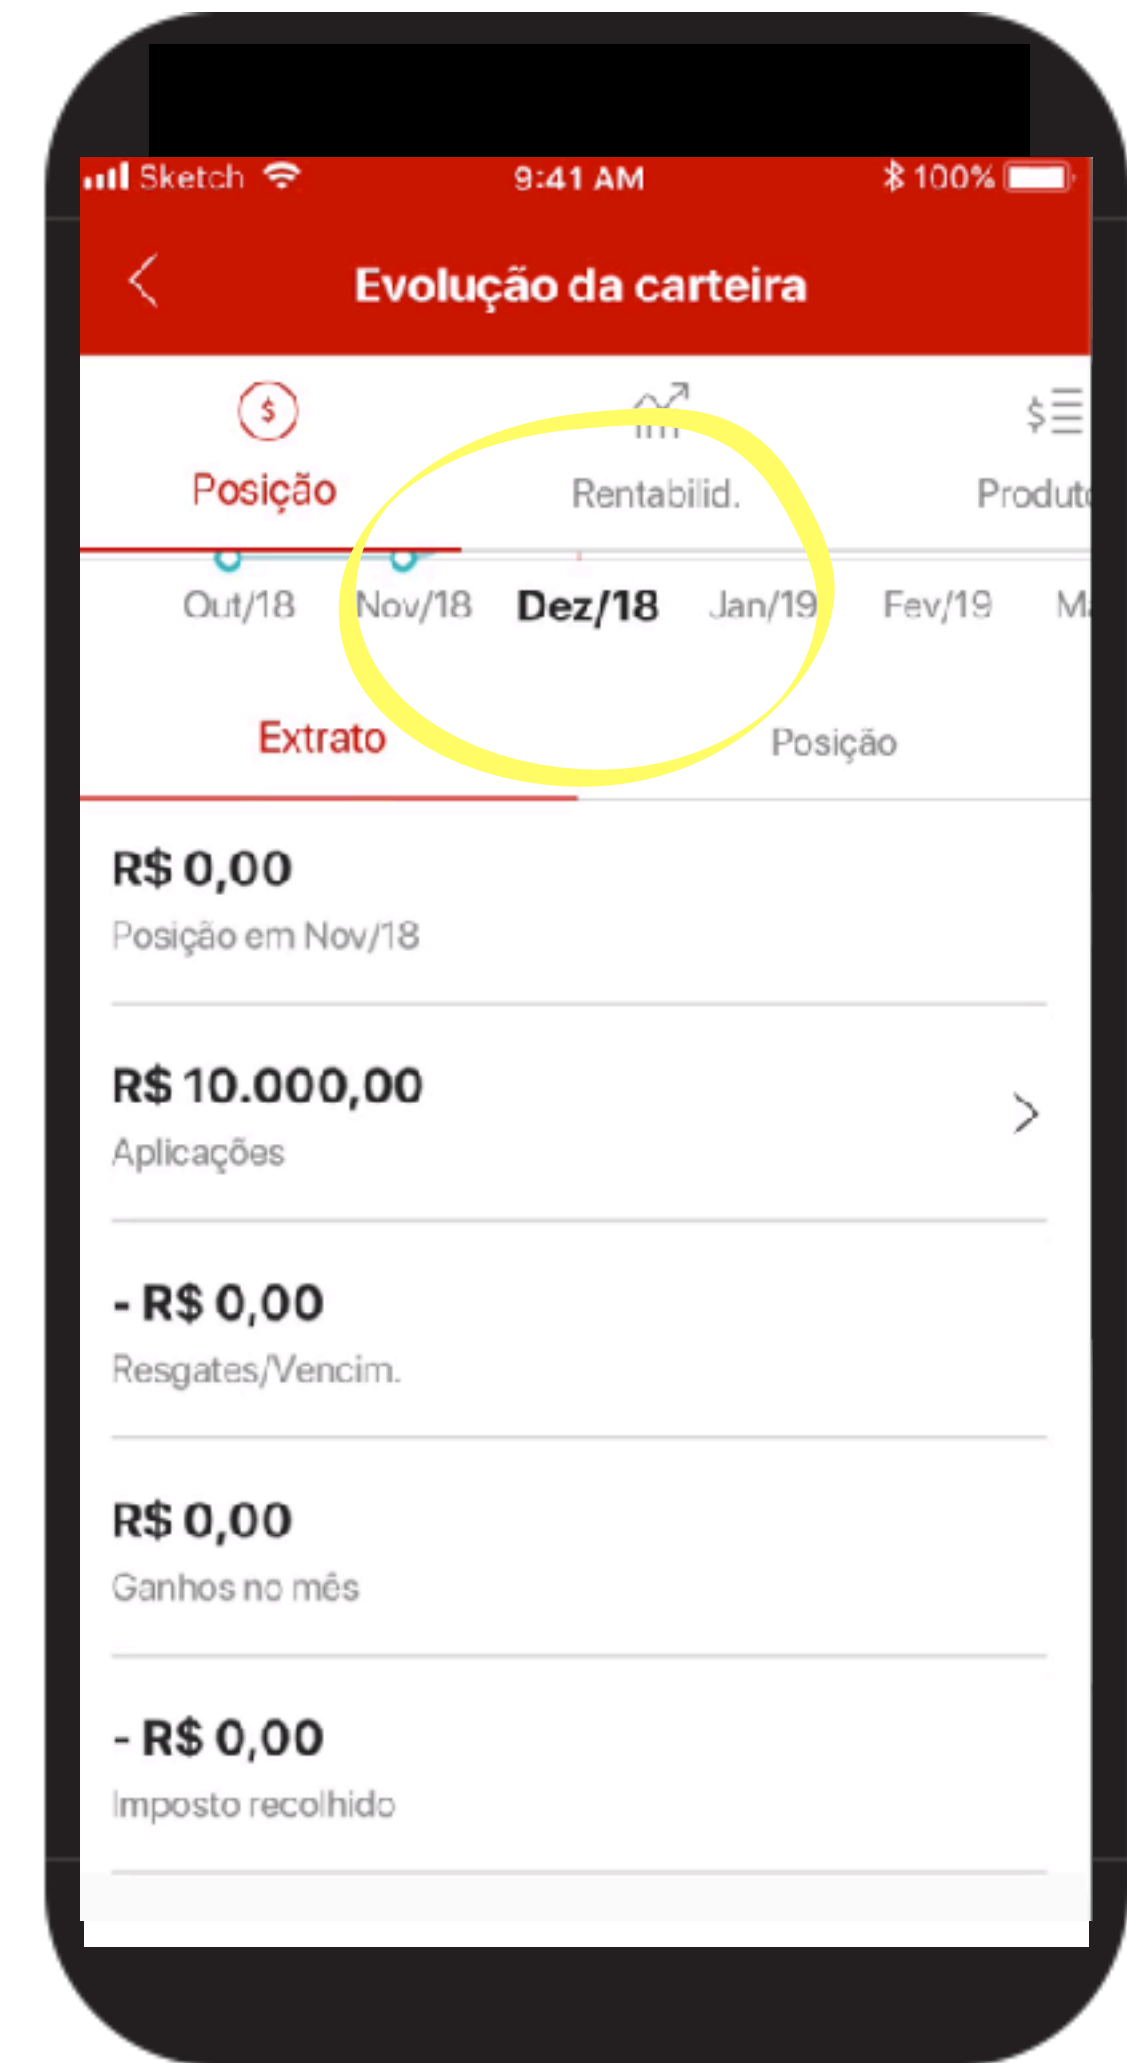 Sketch 9:41 AM 100%
Evolução da carteira
Posição Rentabilid. Produto
Out/18 Nov/18 Dez/18 Jan/19 Fev/19
Extrato Posição
R$ 0,00
Posição em Nov/18
R$ 10.000,00
Aplicações
- R$ 0,00
Resgates/Vencim.
R$ 0,00
Ganhos no mês
- R$ 0,00
Imposto recolhido